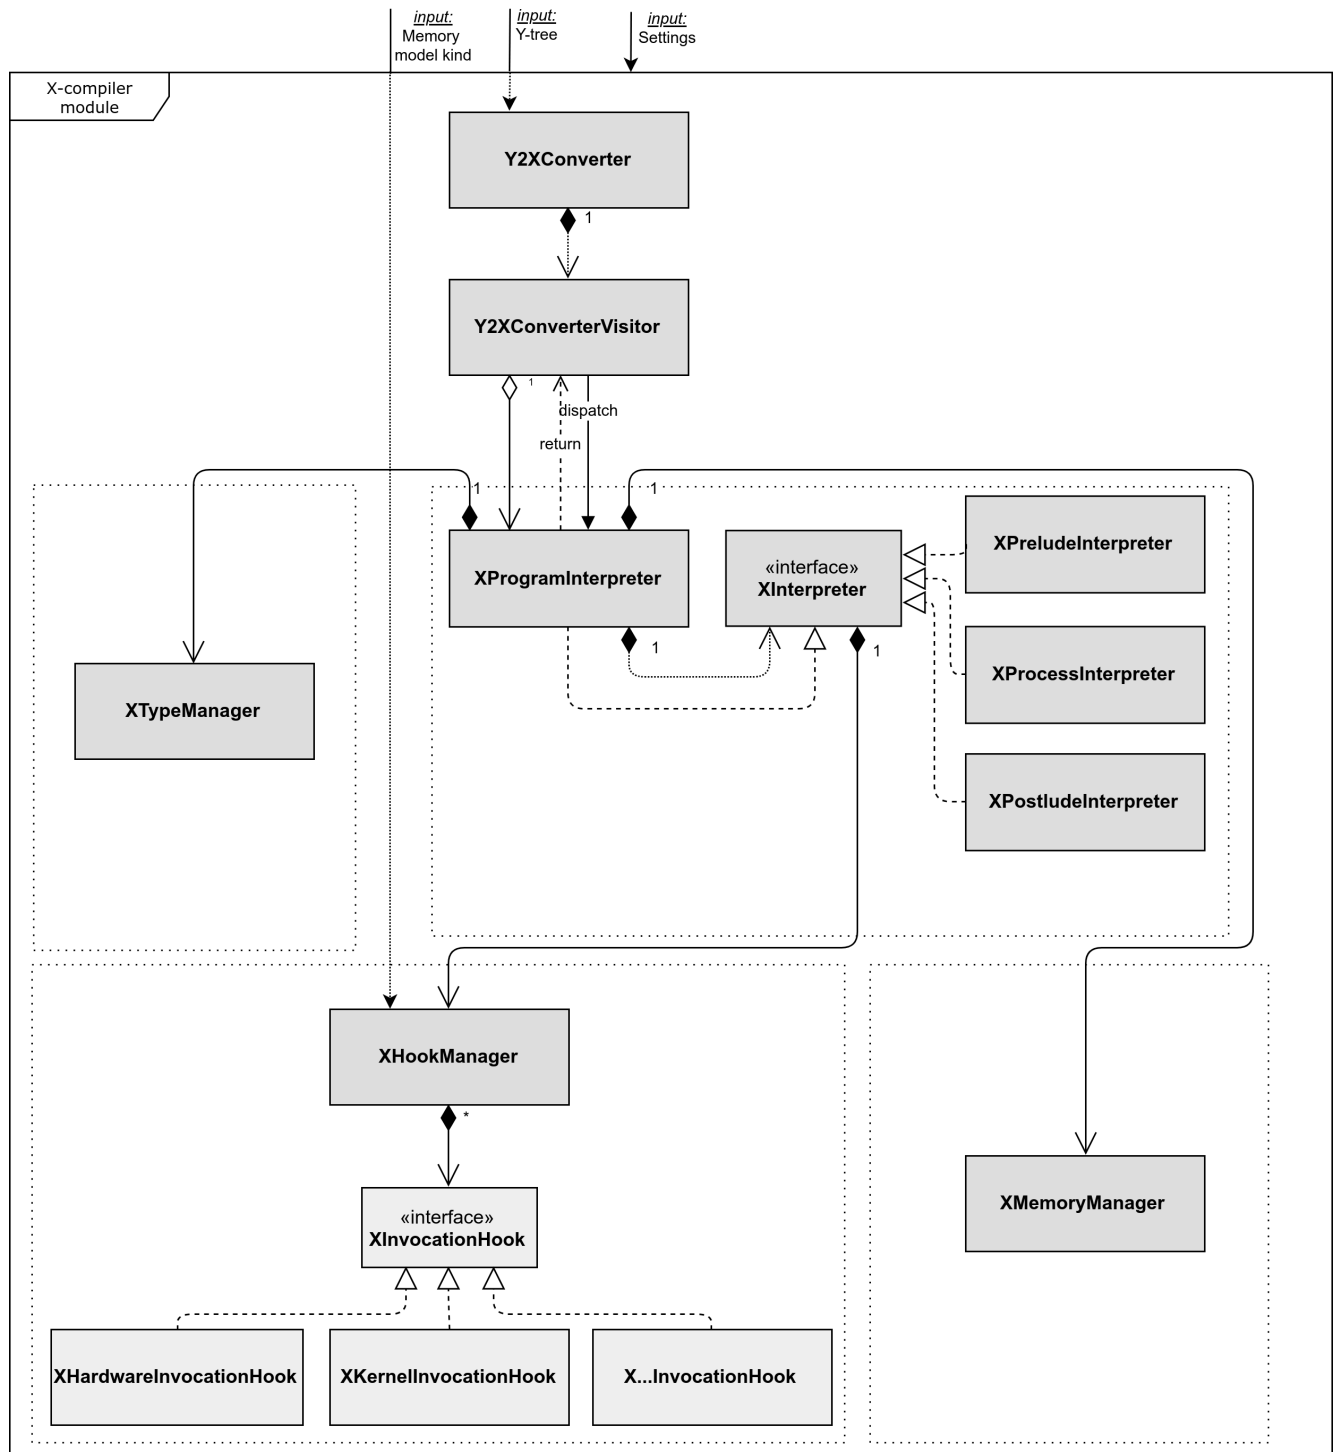 input:
Memory
model kind
input:
Y-tree
input:
Settings
X-compiler
module
Y2XConverter
1
Y2XConverterVisitor
1
dispatch
return
1
1
XProgramInterpreter
«interface»
XInterpreter
XPreludeInterpreter
1
1
XProcessInterpreter
XTypeManager
XPostludeInterpreter
XHookManager
*
«interface»
XInvocationHook
XMemoryManager
XHardwareInvocationHook
XKernelInvocationHook
X...InvocationHook